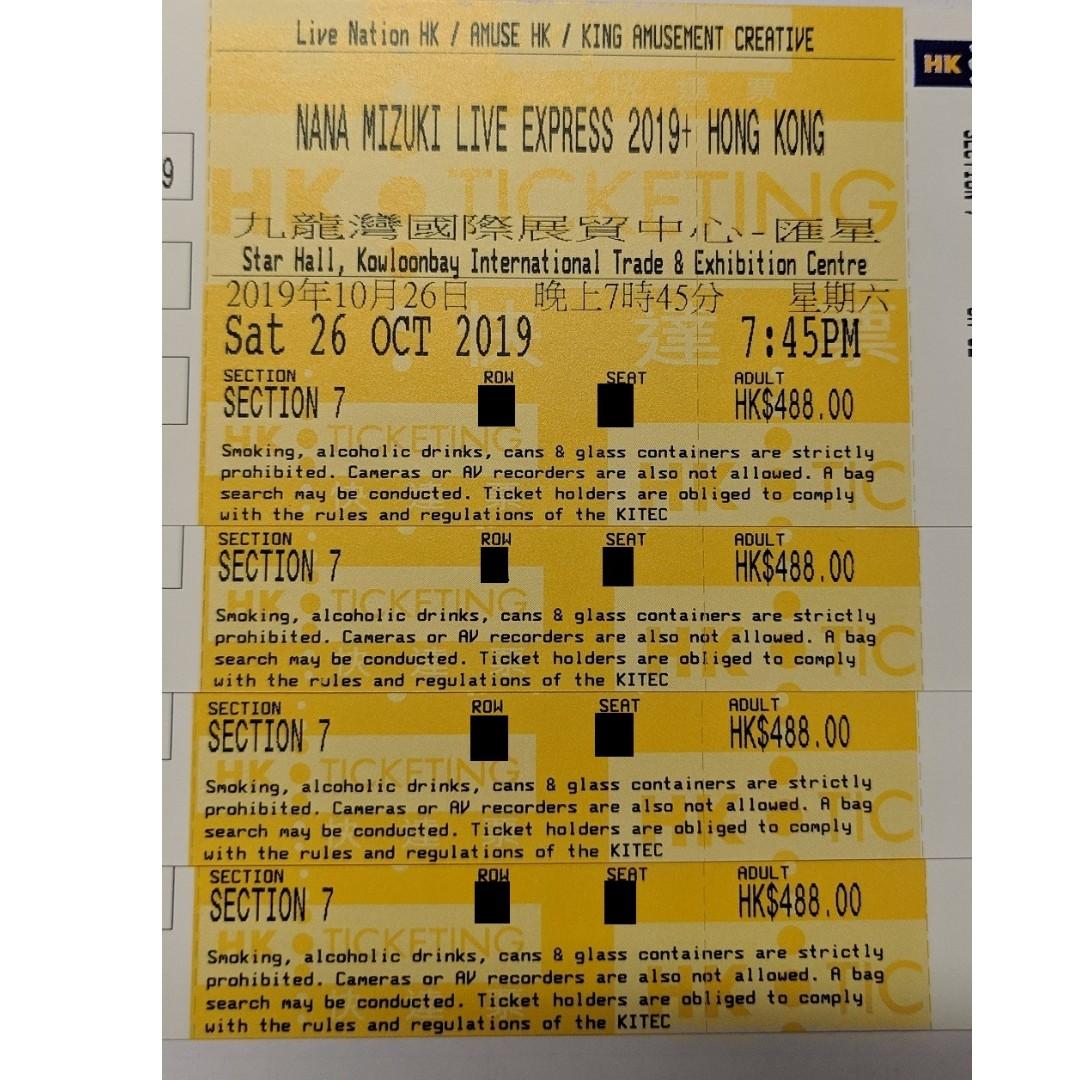 Live Nation HK / AMUSE HK / KING AMUSEMENT CREATIVE
HK
NANA MIZUKI LIVE EXPRESS 2019+ HONG KONG
HK TICKETING
九龍灣國際展貿中心-匯星
Star Hall, Kowloonbay International Trade & Exhibition Centre
2019年10月26日 晚上7時45分 星期六
Sat 26 OCT 2019 7:45PM
SECTION ROW SEAT ADULT
SECTION 7 HK$488.00
Smoking, alcoholic drinks, cans & glass containers are strictly
prohibited. Cameras or AV recorders are also not allowed. A bag
search may be conducted. Ticket holders are obliged to comply
with the rules and regulations of the KITEC
SECTION ROW SEAT ADULT
SECTION 7 HK$488.00
Smoking, alcoholic drinks, cans & glass containers are strictly
prohibited. Cameras or AV recorders are also not allowed. A bag
search may be conducted. Ticket holders are obliged to comply
with the rules and regulations of the KITEC
SECTION ROW SEAT ADULT
SECTION 7 HK$488.00
Smoking, alcoholic drinks, cans & glass containers are strictly
prohibited. Cameras or AV recorders are also not allowed. A bag
search may be conducted. Ticket holders are obliged to comply
with the rules and regulations of the KITEC
SECTION ROW SEAT ADULT
SECTION 7 HK$488.00
Smoking, alcoholic drinks, cans & glass containers are strictly
prohibited. Cameras or AV recorders are also not allowed. A bag
search may be conducted. Ticket holders are obliged to comply
with the rules and regulations of the KITEC